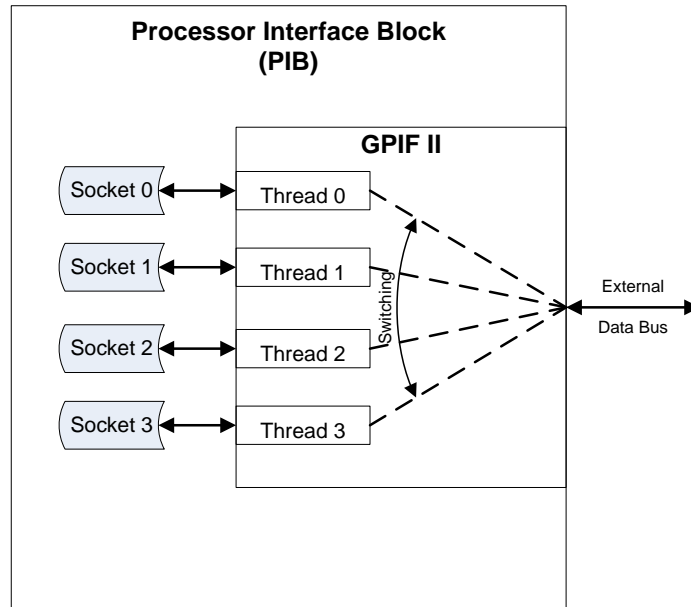 Processor Interface Block
(PIB)
GPIF II
Socket 0
Thread 0
Socket 1
Thread 1
Socket 2
Thread 2
Socket 3
Thread 3
Switching
External
Data Bus